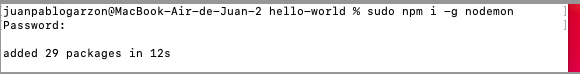 juanpablogarzon@MacBook-Air-de-Juan-2 hello-world % sudo npm i -g nodemon
Password:
added 29 packages in 12s